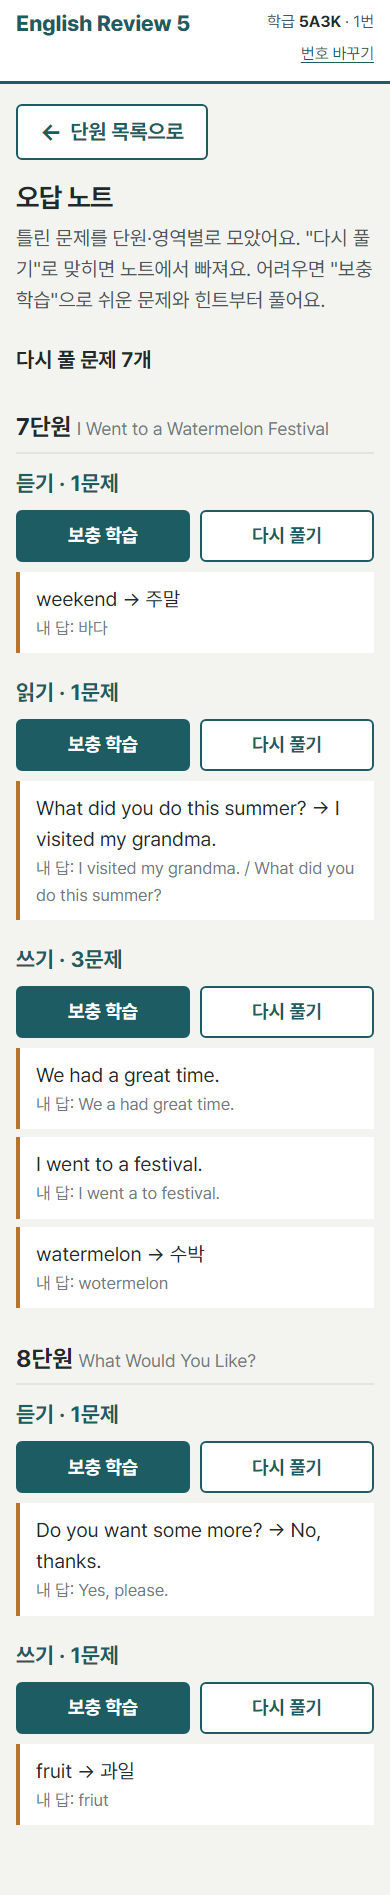 English Review 5
학급 5A3K · 1번
번호 바꾸기
← 단원 목록으로
오답 노트
틀린 문제를 단원·영역별로 모았어요. "다시 풀
기"로 맞히면 노트에서 빠져요. 어려우면 "보충
학습"으로 쉬운 문제와 힌트부터 풀어요.
다시 풀 문제 7개
7단원 I Went to a Watermelon Festival
듣기 · 1문제
보충 학습
다시 풀기
weekend → 주말
내 답: 바다
읽기 · 1문제
보충 학습
다시 풀기
What did you do this summer? → I
visited my grandma.
내 답: I visited my grandma. / What did you
do this summer?
쓰기 · 3문제
보충 학습
다시 풀기
We had a great time.
내 답: We a had great time.
I went to a festival.
내 답: I went a to festival.
watermelon → 수박
내 답: wotermelon
8단원 What Would You Like?
듣기 · 1문제
보충 학습
다시 풀기
Do you want some more? → No,
thanks.
내 답: Yes, please.
쓰기 · 1문제
보충 학습
다시 풀기
fruit → 과일
내 답: friut